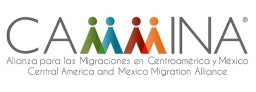 CAMMINA®
Alianza para las Migraciones en Centroamérica y México
Central America and Mexico Migration Alliance